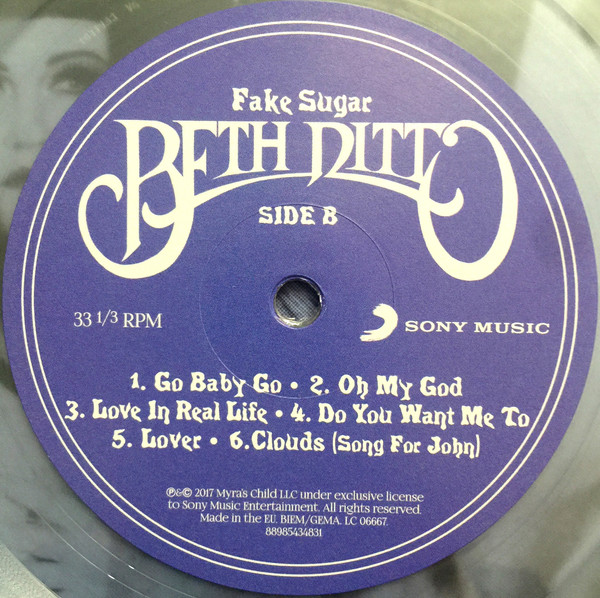 Fake Sugar
BETH DITTO
SIDE B
33 1/3 RPM
SONY MUSIC
1. Go Baby Go • 2. Oh My God
3. Love In Real Life • 4. Do You Want Me To
5. Lover • 6.Clouds (Song For John)
℗&© 2017 Myra's Child LLC under exclusive license
to Sony Music Entertainment. All rights reserved.
Made in the EU. BIEM/GEMA. LC 06667.
88985434831